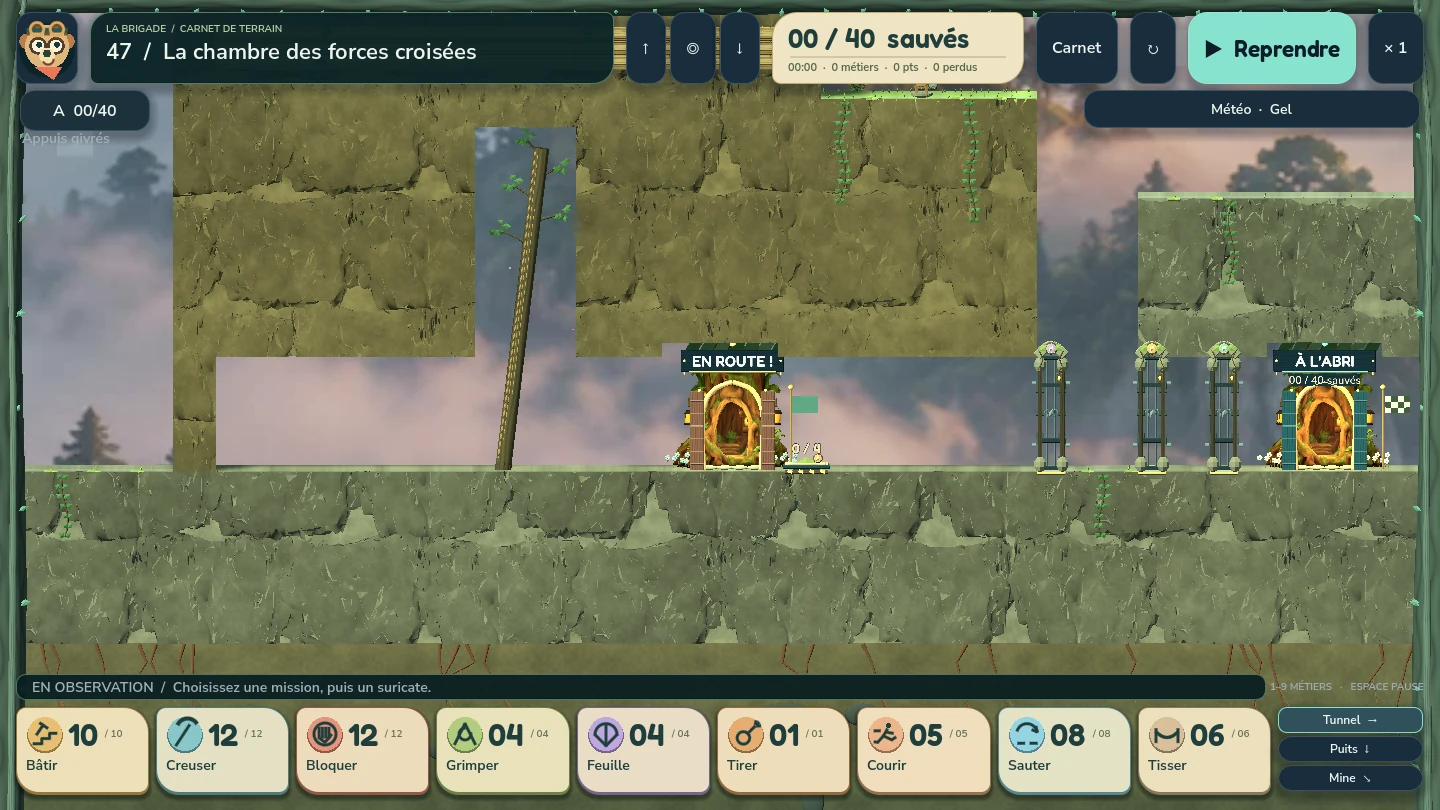 LA BRIGADE / CARNET DE TERRAIN
47 / La chambre des forces croisées
↑
◎
↓
00 / 40 sauvés
00:00 · 0 métiers · 0 pts · 0 perdus
Carnet
↻
▶ Reprendre
× 1
A 00/40
Météo · Gel
Appuis givrés
EN ROUTE !
À L'ABRI
00 / 40 sauvés
EN OBSERVATION / Choisissez une mission, puis un suricate.
1–9 MÉTIERS · ESPACE PAUSE
10 / 10
Bâtir
12 / 12
Creuser
12 / 12
Bloquer
04 / 04
Grimper
04 / 04
Feuille
01 / 01
Tirer
05 / 05
Courir
08 / 08
Sauter
06 / 06
Tisser
Tunnel →
Puits ↓
Mine ↘